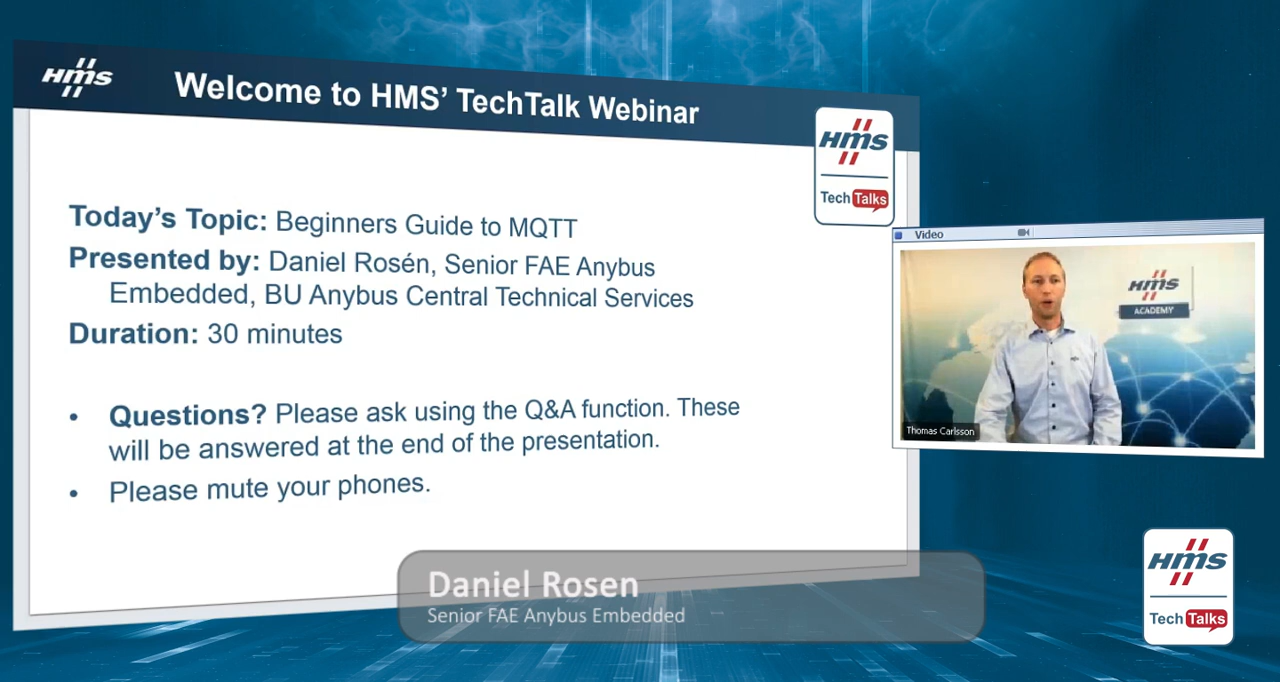 HMS
Welcome to HMS' TechTalk Webinar
HMS
Tech Talks
Today's Topic: Beginners Guide to MQTT
Presented by: Daniel Rosén, Senior FAE Anybus
Embedded, BU Anybus Central Technical Services
Duration: 30 minutes
• Questions? Please ask using the Q&A function. These
will be answered at the end of the presentation.
• Please mute your phones.
Video
HMS
ACADEMY
Thomas Carlsson
Daniel Rosen
Senior FAE Anybus Embedded
HMS
Tech Talks